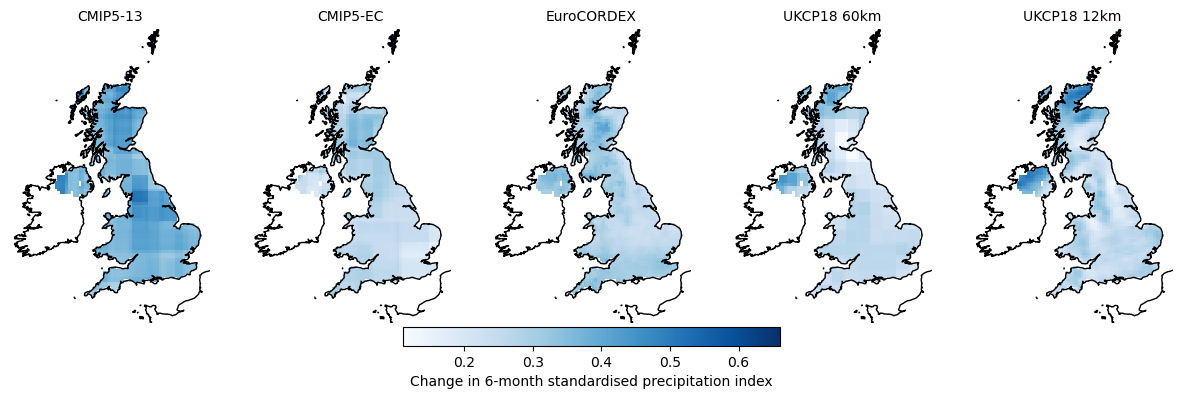 CMIP5-13 CMIP5-EC EuroCORDEX UKCP18 60km UKCP18 12km
0.2 0.3 0.4 0.5 0.6
Change in 6-month standardised precipitation index